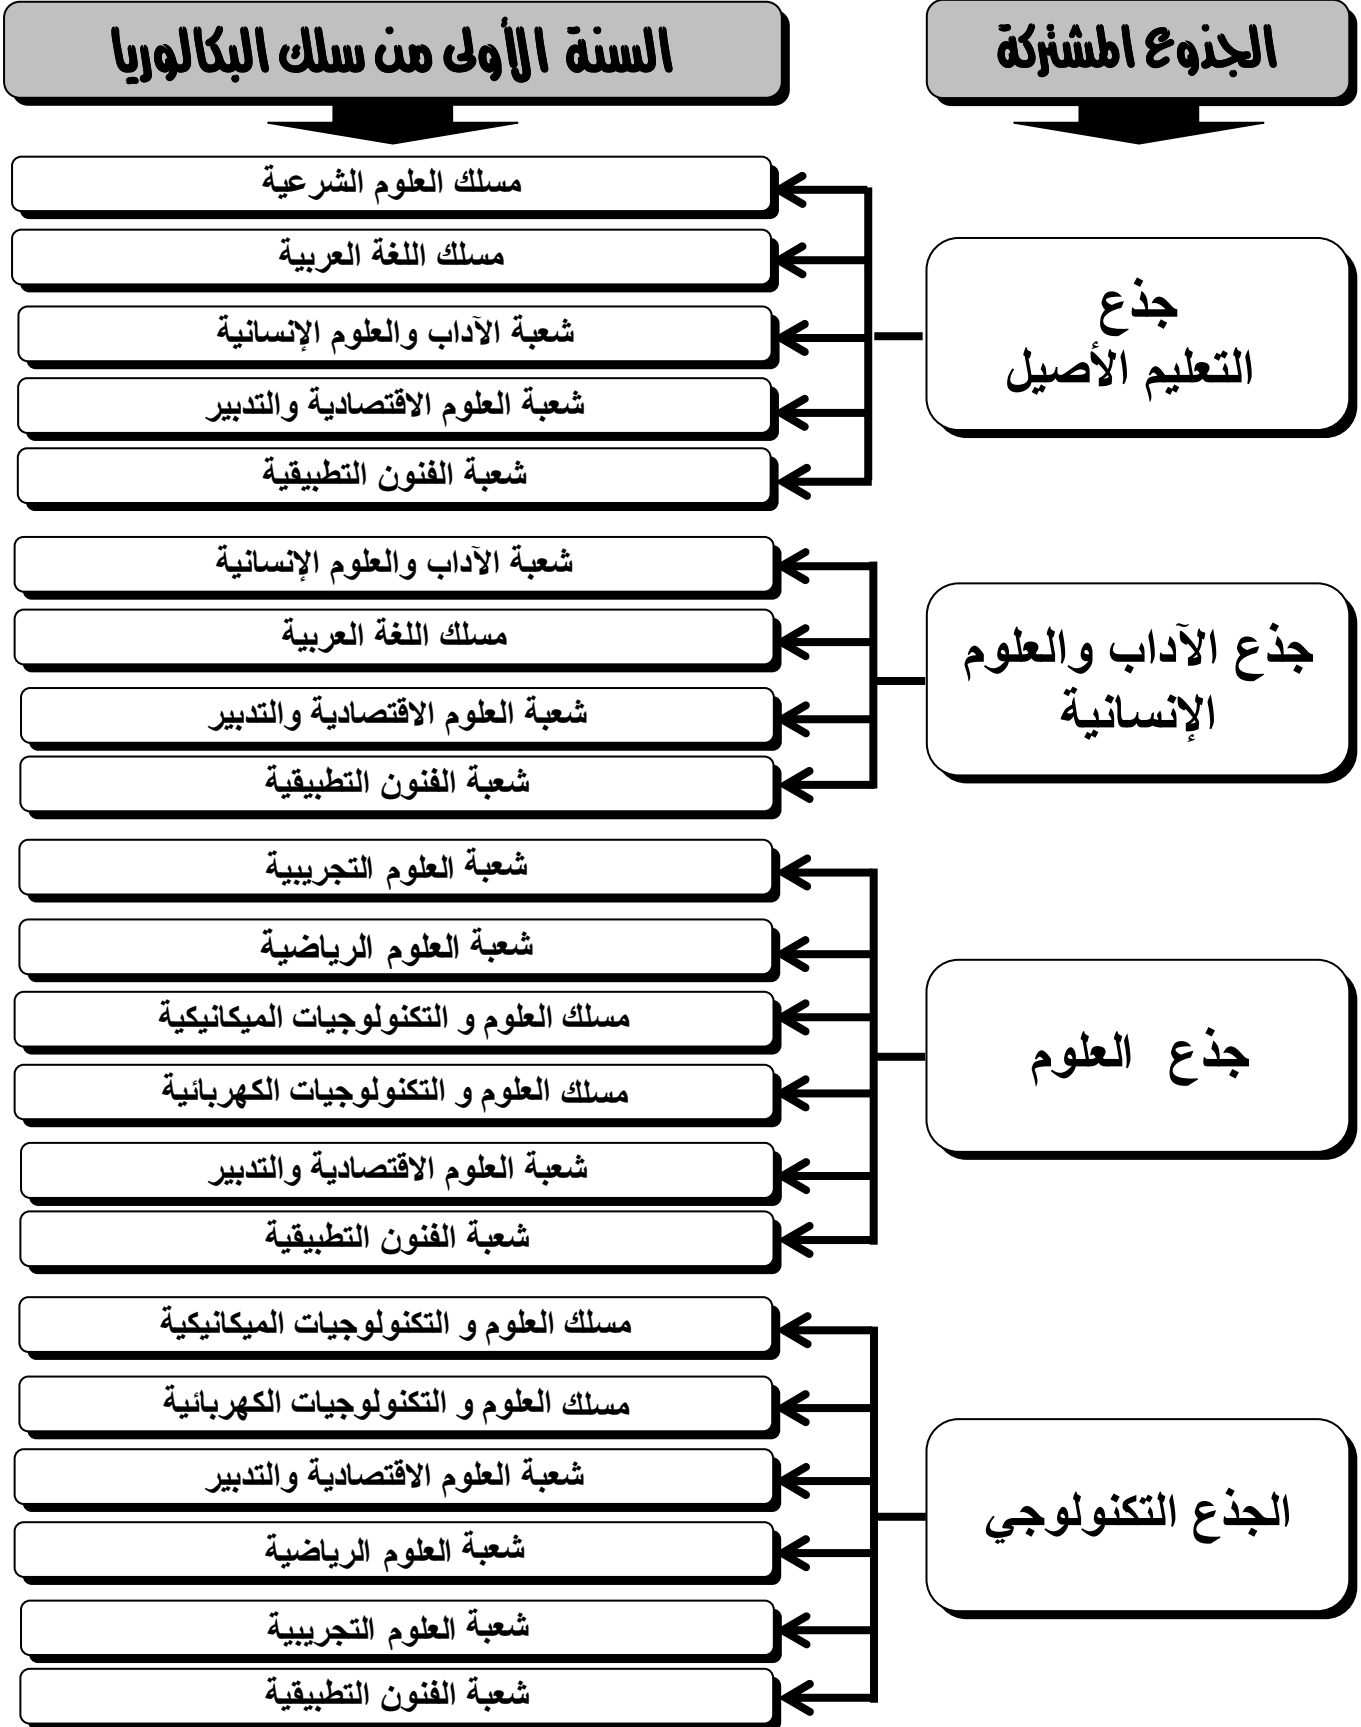 الجذوع المشتركة
السنة الأولى من سلك البكالوريا
جذع
التعليم الأصيل
مسلك العلوم الشرعية
مسلك اللغة العربية
شعبة الآداب والعلوم الإنسانية
شعبة العلوم الاقتصادية والتدبير
شعبة الفنون التطبيقية
جذع الآداب والعلوم
الإنسانية
شعبة الآداب والعلوم الإنسانية
مسلك اللغة العربية
شعبة العلوم الاقتصادية والتدبير
شعبة الفنون التطبيقية
جذع العلوم
شعبة العلوم التجريبية
شعبة العلوم الرياضية
مسلك العلوم و التكنولوجيات الميكانيكية
مسلك العلوم و التكنولوجيات الكهربائية
شعبة العلوم الاقتصادية والتدبير
شعبة الفنون التطبيقية
الجذع التكنولوجي
مسلك العلوم و التكنولوجيات الميكانيكية
مسلك العلوم و التكنولوجيات الكهربائية
شعبة العلوم الاقتصادية والتدبير
شعبة العلوم الرياضية
شعبة العلوم التجريبية
شعبة الفنون التطبيقية